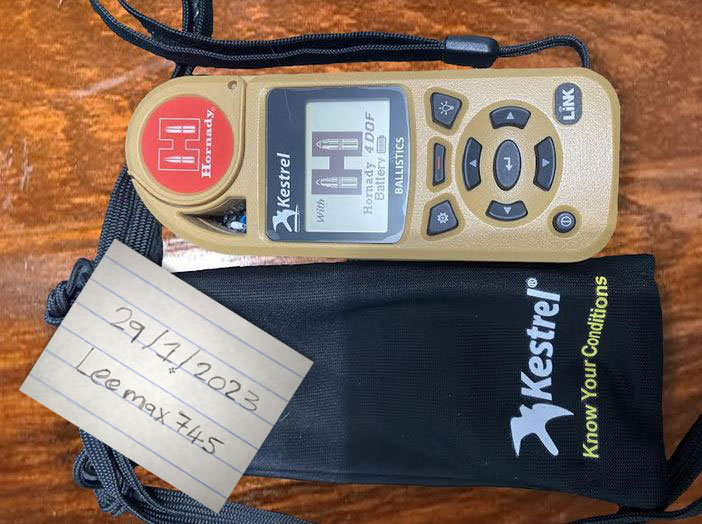 Hornady®
Kestrel
With
H
Hornady 4DOF
Battery
BALLISTICS
LiNK
29/1/2023
Leemax745
Kestrel®
Know Your Conditions